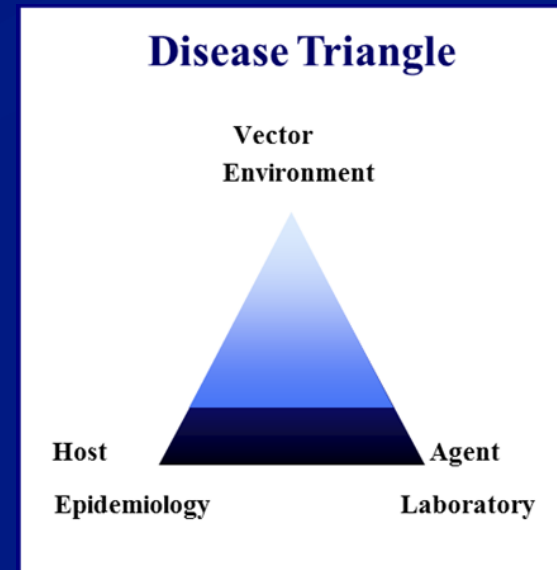 Disease Triangle
Vector
Environment
Host
Agent
Epidemiology
Laboratory